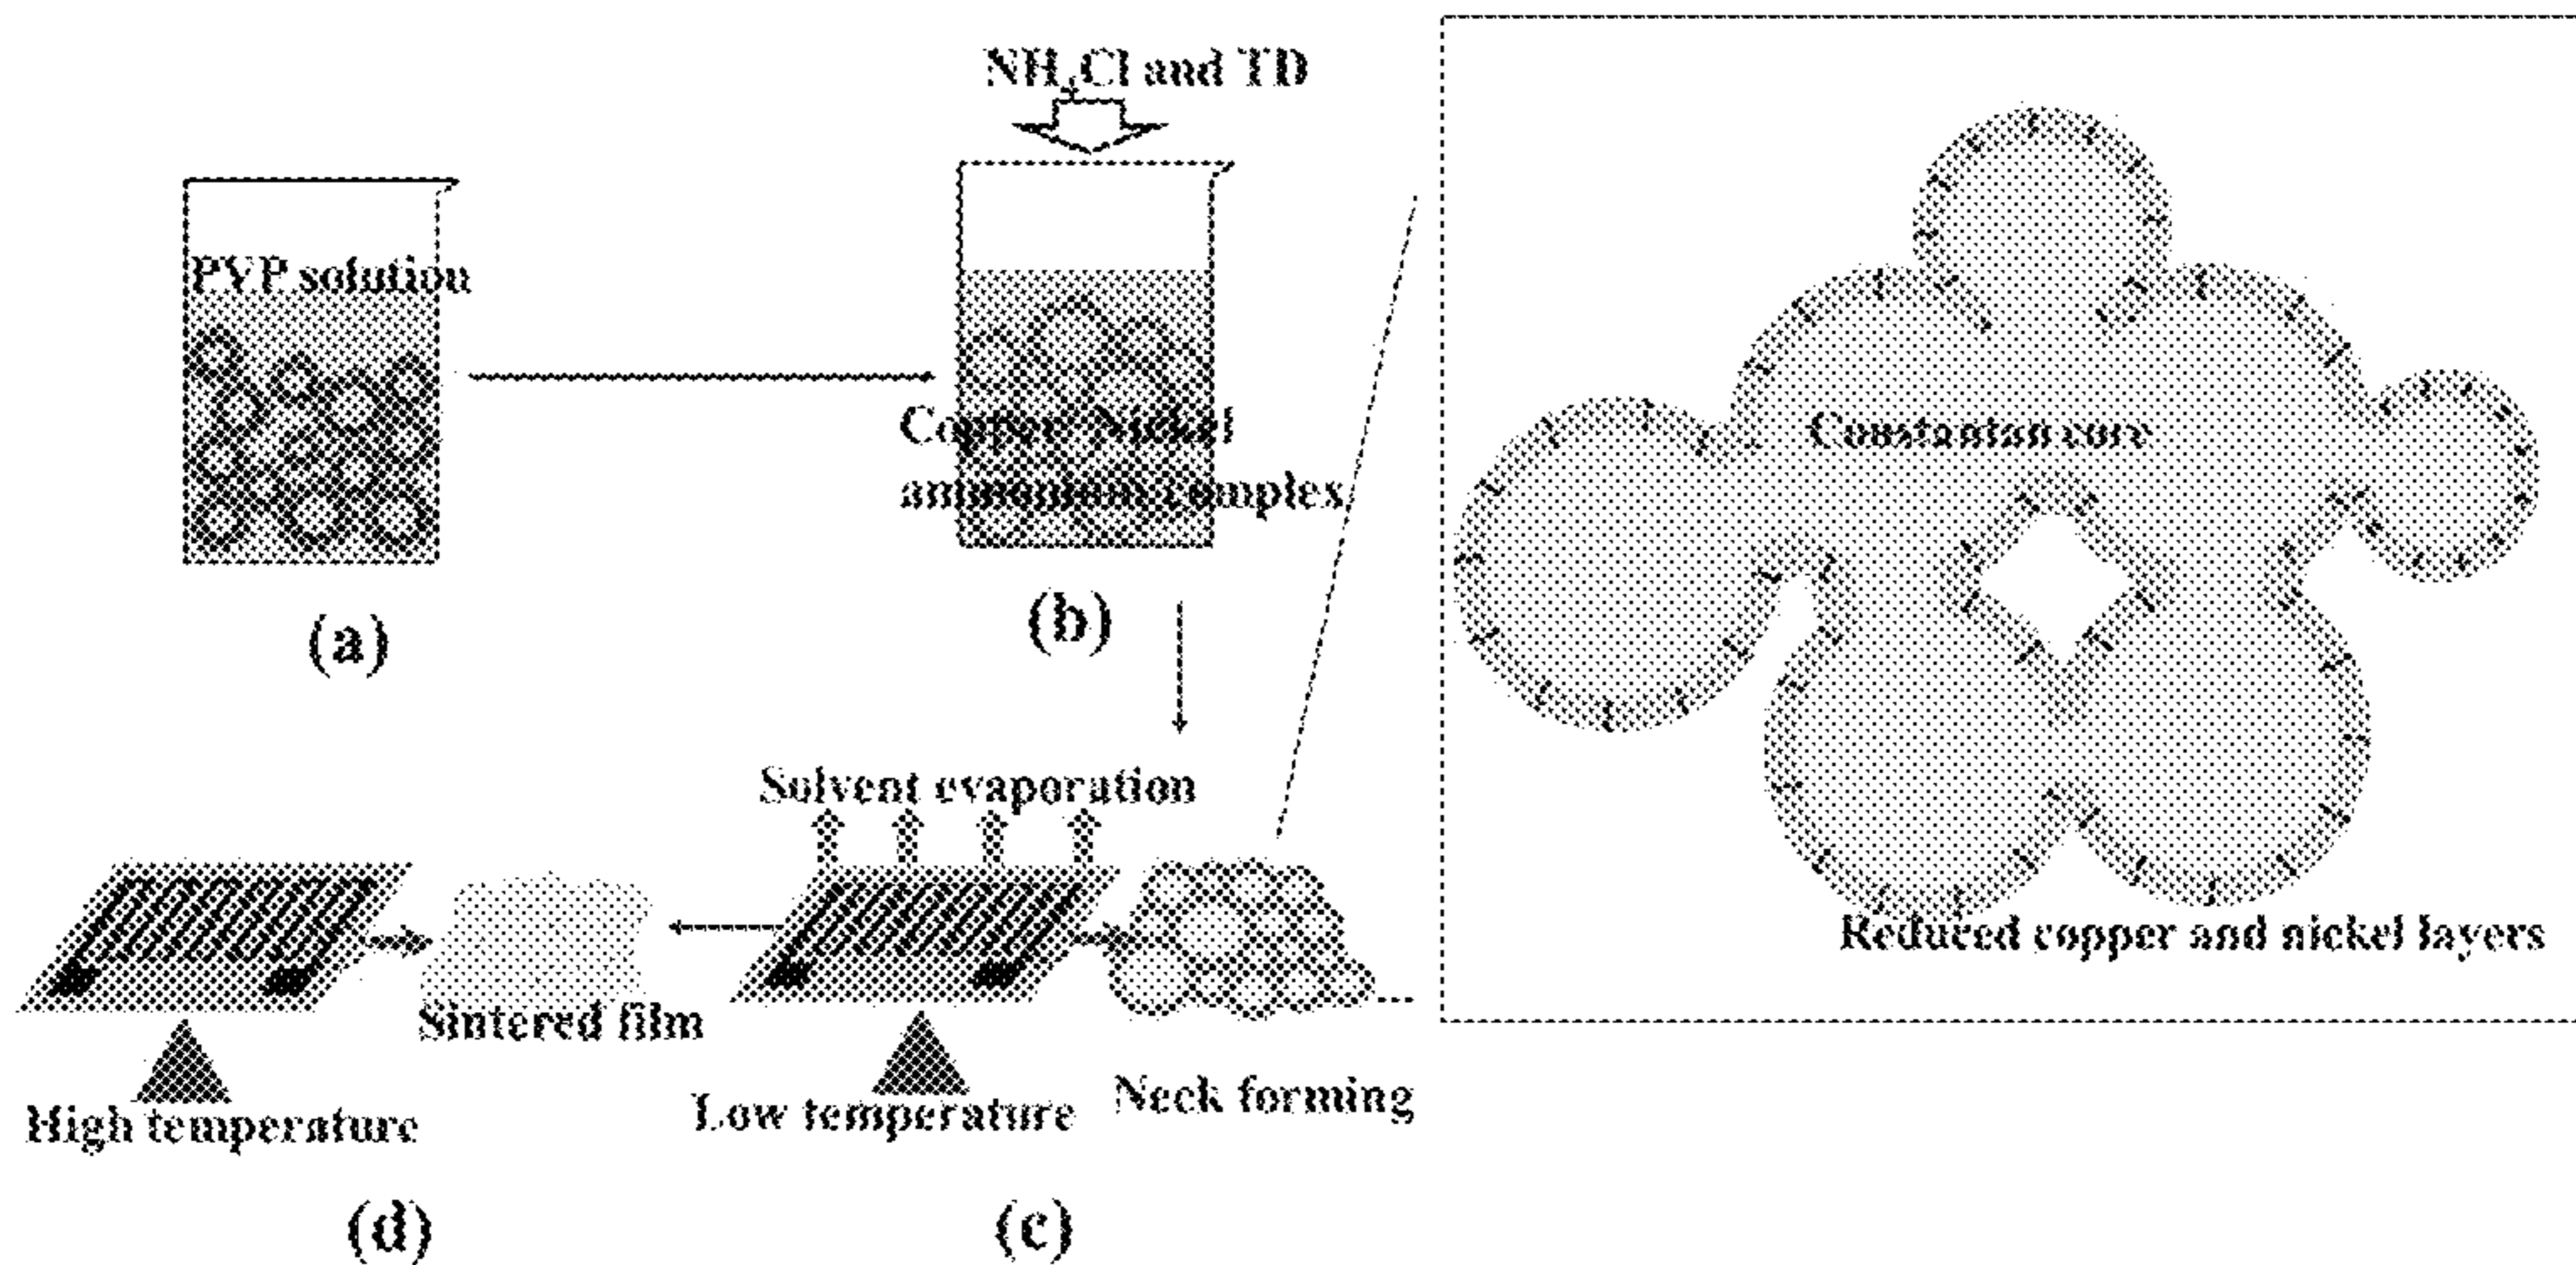 NH4Cl and TD
PVP solution
Copper Nickel
ammonium complex
(a)
(b)
Constantan core
Reduced copper and nickel layers
Solvent evaporation
Sintered film
High temperature
Low temperature
Neck forming
(d)
(c)